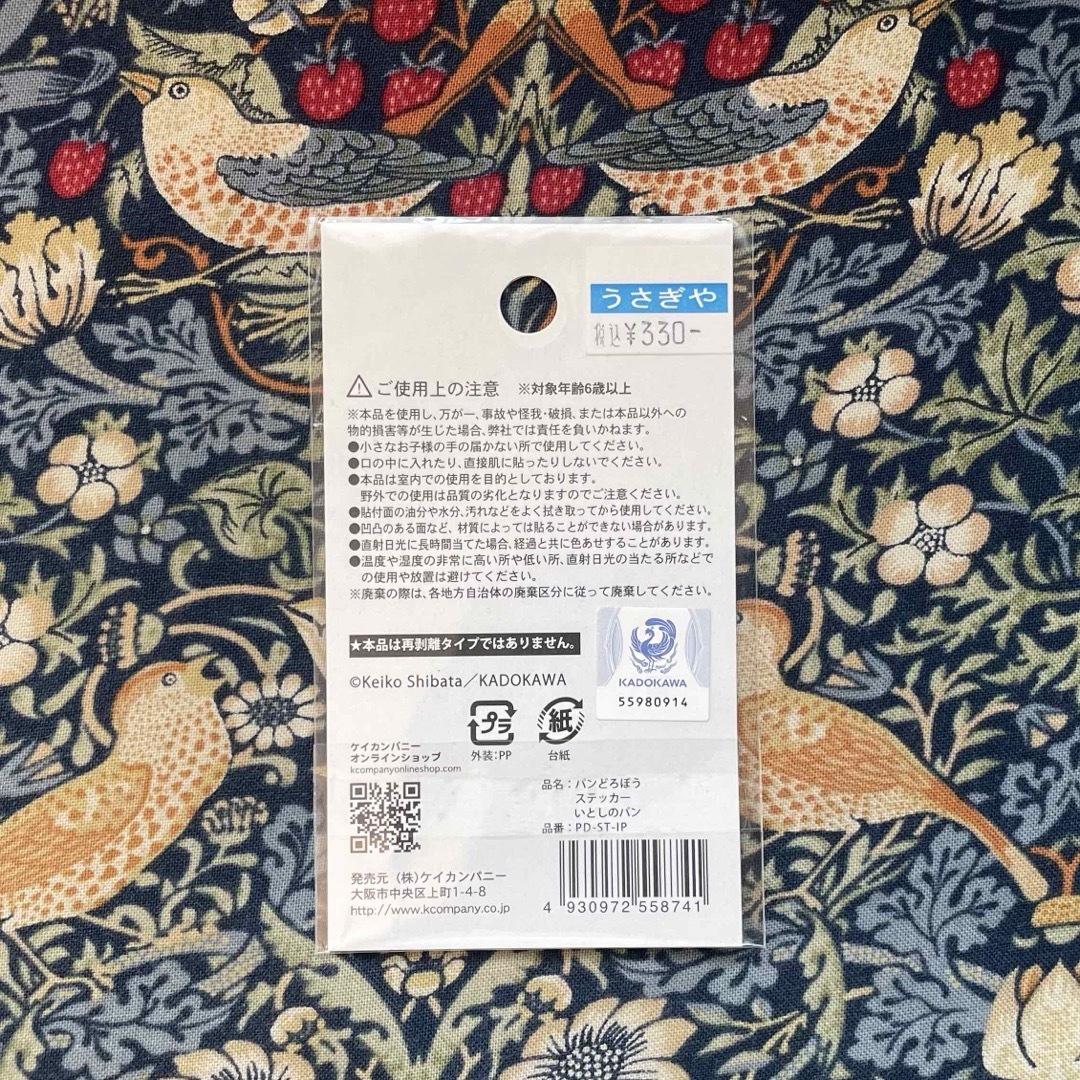 うさぎや
税込¥330-
⚠ご使用上の注意 ※対象年齢6歳以上
※本品を使用し、万が一、事故や怪我・破損、または本品以外への
物的損害等が生じた場合、弊社では責任を負いかねます。
●小さなお子様の手の届かない所で使用してください。
●口の中に入れたり、直接肌に貼ったりしないでください。
●本品は室内での使用を目的としております。
野外での使用は品質の劣化となりますのでご注意ください。
●貼付面の油分や水分、汚れなどをよく拭き取ってから使用してください。
●凹凸のある面など、材質によっては貼ることができない場合があります。
●直射日光に長時間当てた場合、経過と共に色あせすることがあります。
●温度や湿度の非常に高い所や低い所、直射日光の当たる所などで
の使用や放置は避けてください。
※廃棄の際は、各地方自治体の廃棄区分に従って廃棄してください。
★本品は再剥離タイプではありません。
©Keiko Shibata／KADOKAWA
KADOKAWA
55980914
プラ
外装:PP
紙
台紙
ケイカンパニー
オンラインショップ
kcompanyonlineshop.com
品名：パンどろぼう
ステッカー
いとしのパン
品番：PD-ST-IP
発売元（株）ケイカンパニー
大阪市中央区上町1-4-8
http://www.kcompany.co.jp
4 930972 558741